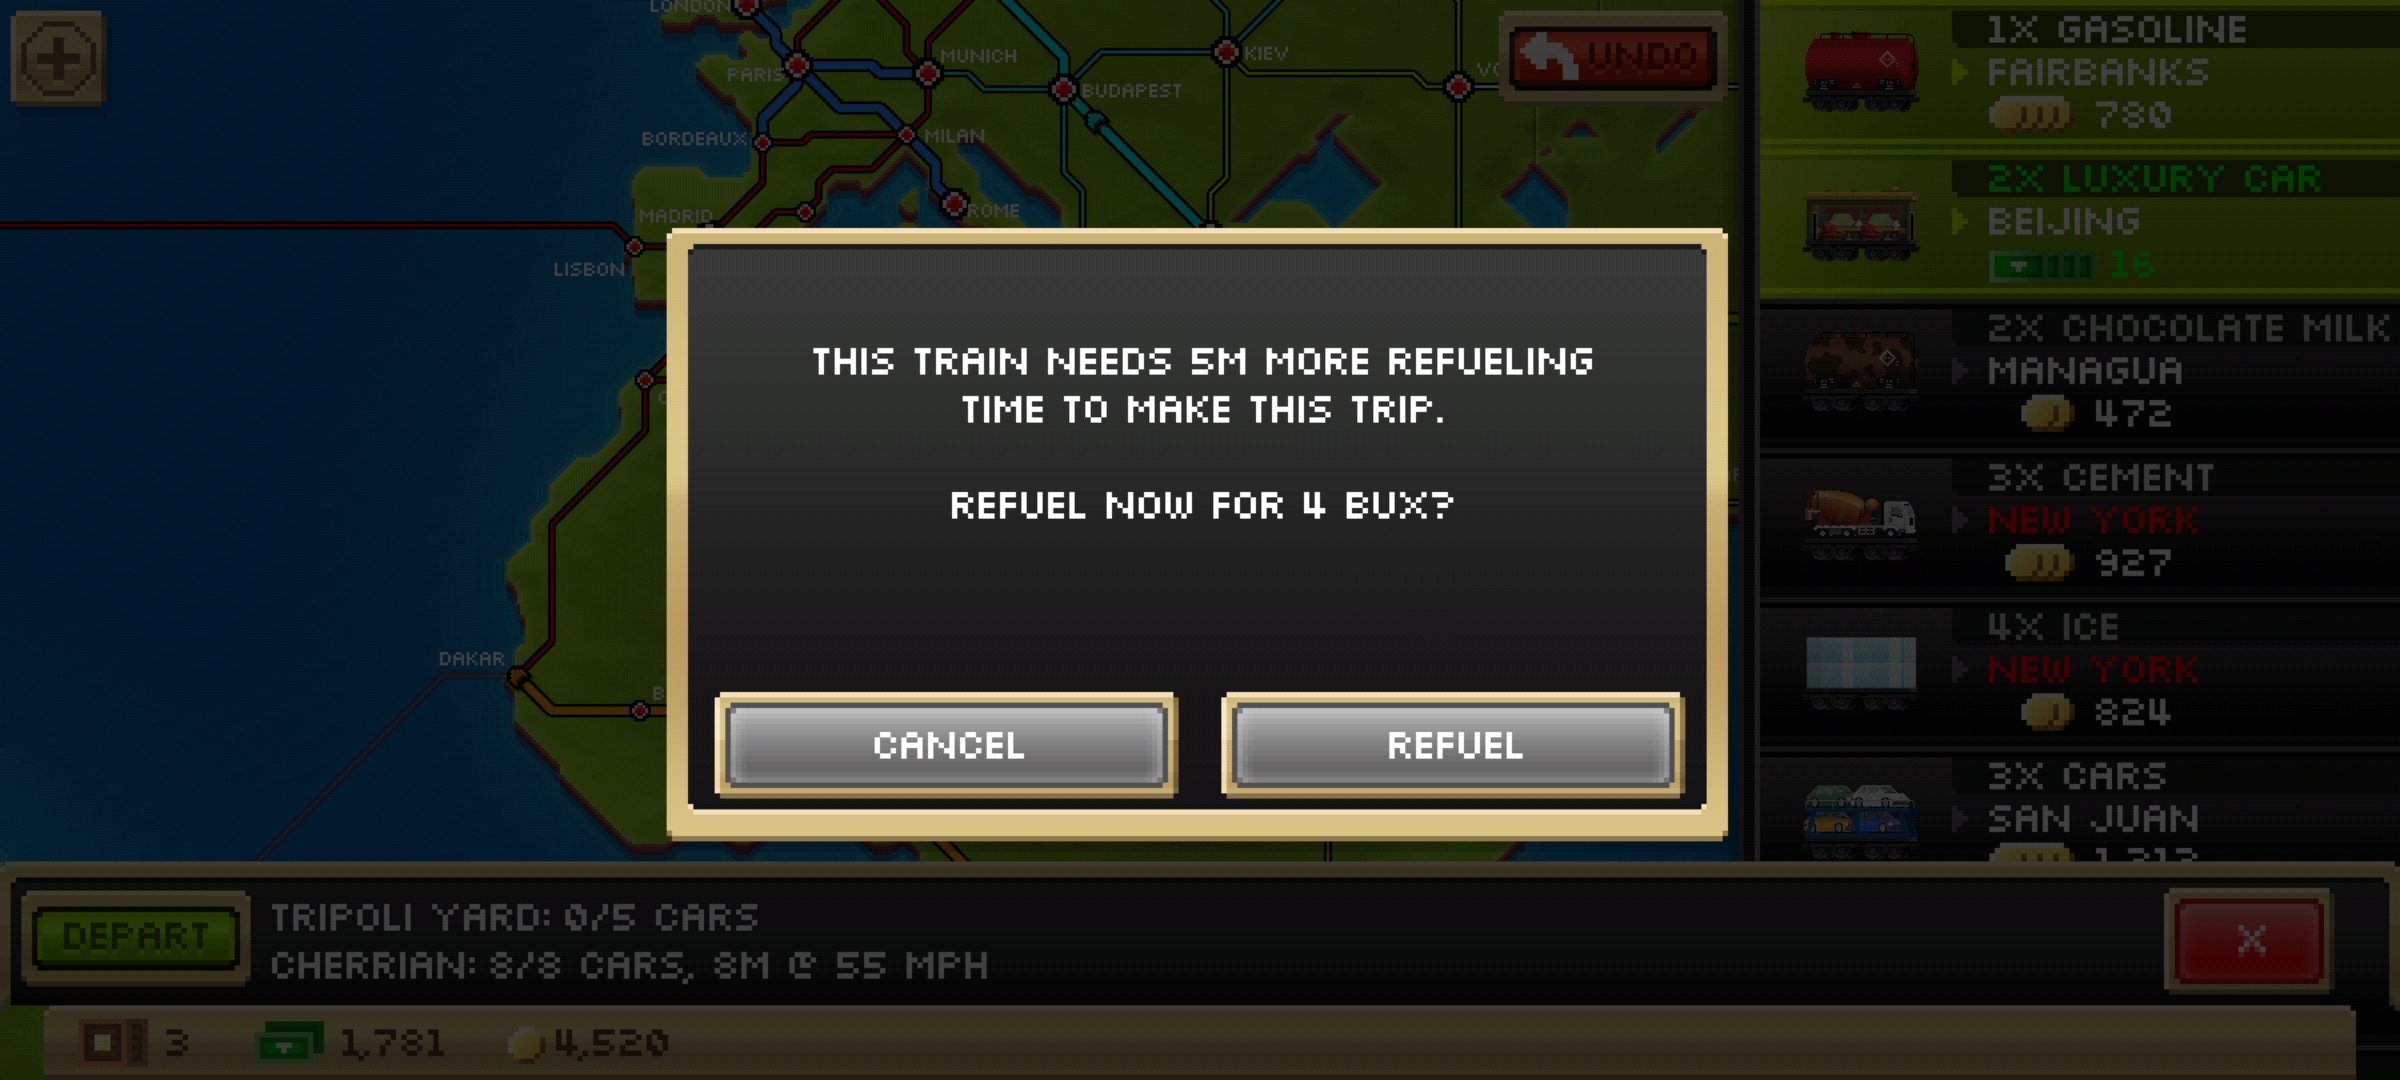 LONDON
PARIS
MUNICH
BUDAPEST
KIEV
UNDO
BORDEAUX
MILAN
MADRID
ROME
LISBON
DAKAR
1X GASOLINE
FAIRBANKS
780
2X LUXURY CAR
BEIJING
16
2X CHOCOLATE MILK
MANAGUA
472
3X CEMENT
NEW YORK
927
4X ICE
NEW YORK
824
3X CARS
SAN JUAN
THIS TRAIN NEEDS 5M MORE REFUELING
TIME TO MAKE THIS TRIP.
REFUEL NOW FOR 4 BUX?
CANCEL
REFUEL
DEPART
TRIPOLI YARD: 0/5 CARS
CHERRIAN: 8/8 CARS, 8M @ 55 MPH
X
3
1,781
4,520